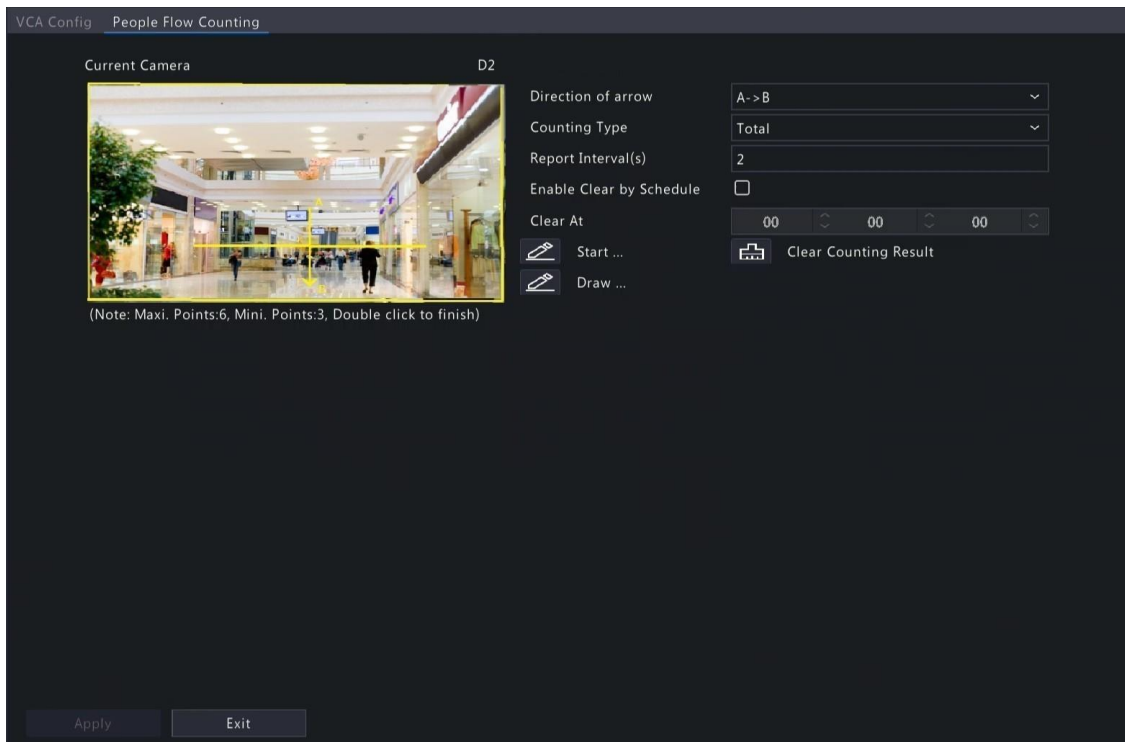 VCA Config People Flow Counting
Current Camera D2
Direction of arrow A->B
Counting Type Total
Report Interval(s) 2
Enable Clear by Schedule
Clear At 00 00 00
Start ... Clear Counting Result
Draw ...
A
B
(Note: Maxi. Points:6, Mini. Points:3, Double click to finish)
Apply Exit